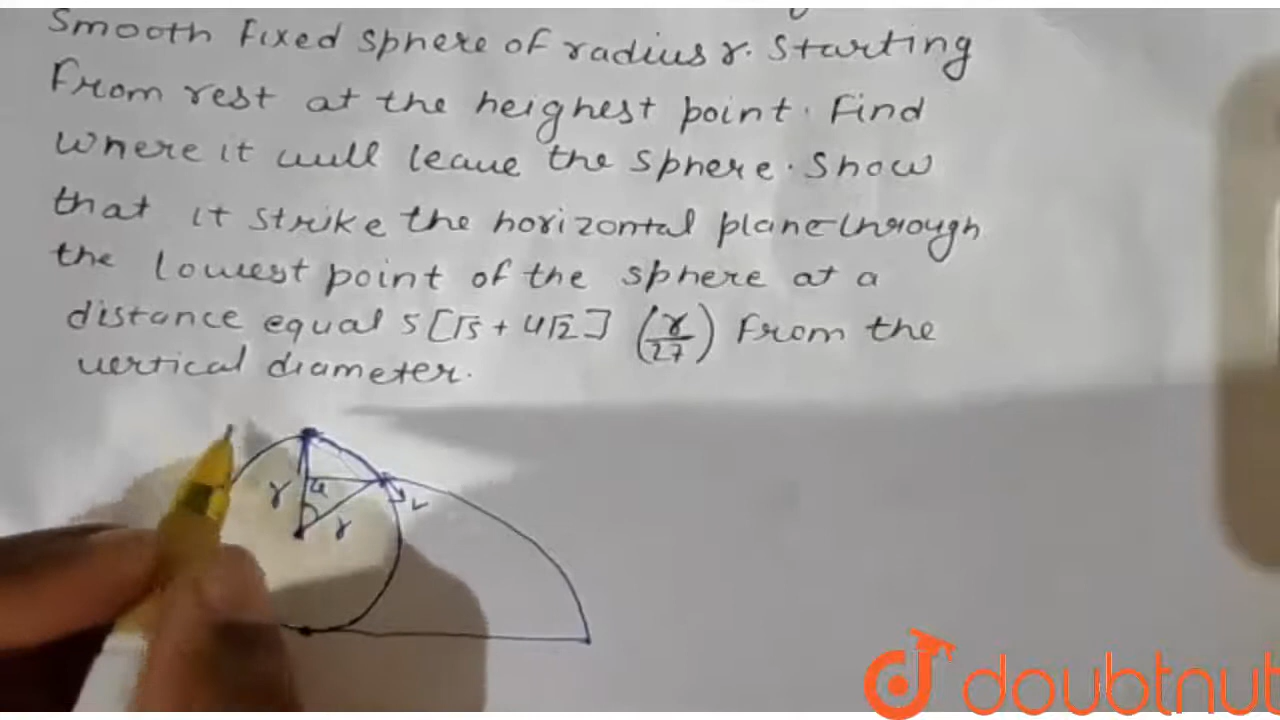 smooth fixed sphere of radius r. Starting
From rest at the heighest point. Find
where it will leave the sphere. Show
that it strike the horizontal plane through
the lowest point of the sphere at a
distance equal 5[√5 + 4√2] (r/27) From the
vertical diameter.
r
r
doubtnut